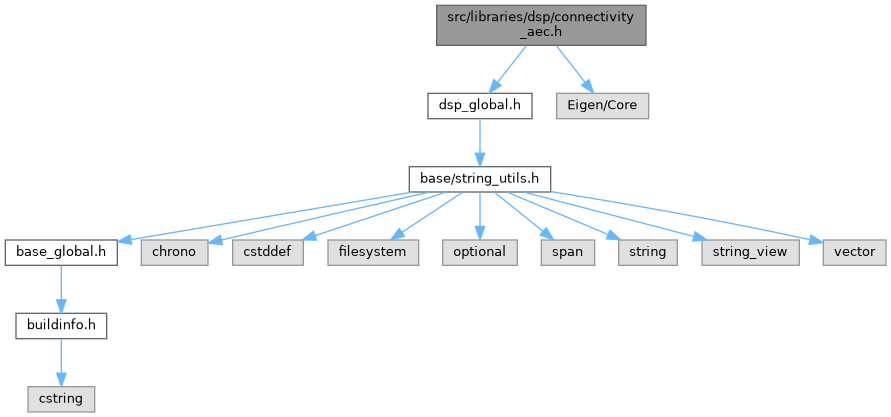 src/libraries/dsp/connectivity
_aec.h
dsp_global.h
Eigen/Core
base/string_utils.h
base_global.h
chrono
cstddef
filesystem
optional
span
string
string_view
vector
buildinfo.h
cstring